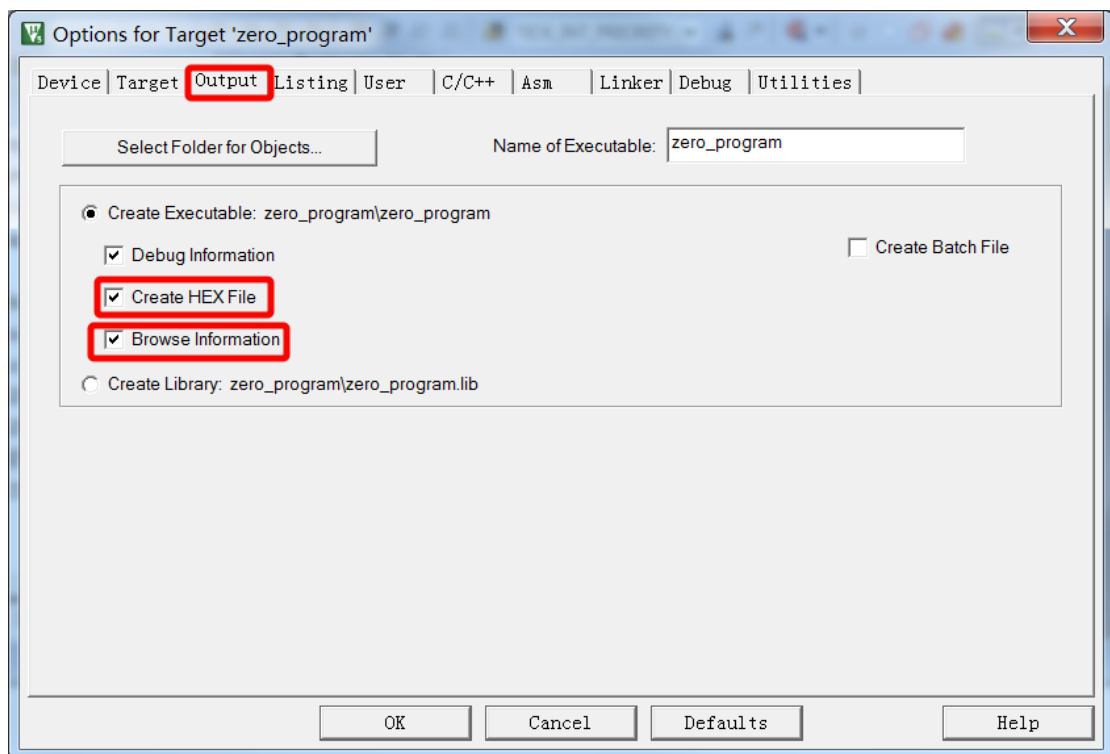 Options for Target 'zero_program'
Device Target Output Listing User C/C++ Asm Linker Debug Utilities
Select Folder for Objects... Name of Executable: zero_program
Create Executable: zero_program\zero_program
Debug Information Create Batch File
Create HEX File
Browse Information
Create Library: zero_program\zero_program.lib
OK Cancel Defaults Help